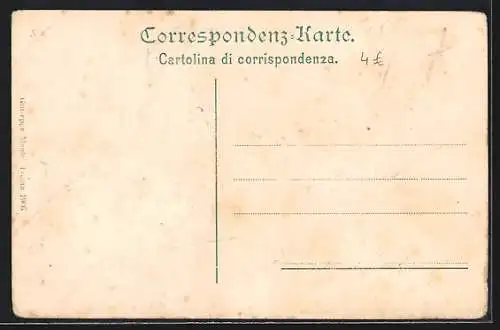 Correspondenz-Karte.
Cartolina di corrispondenza.
4£